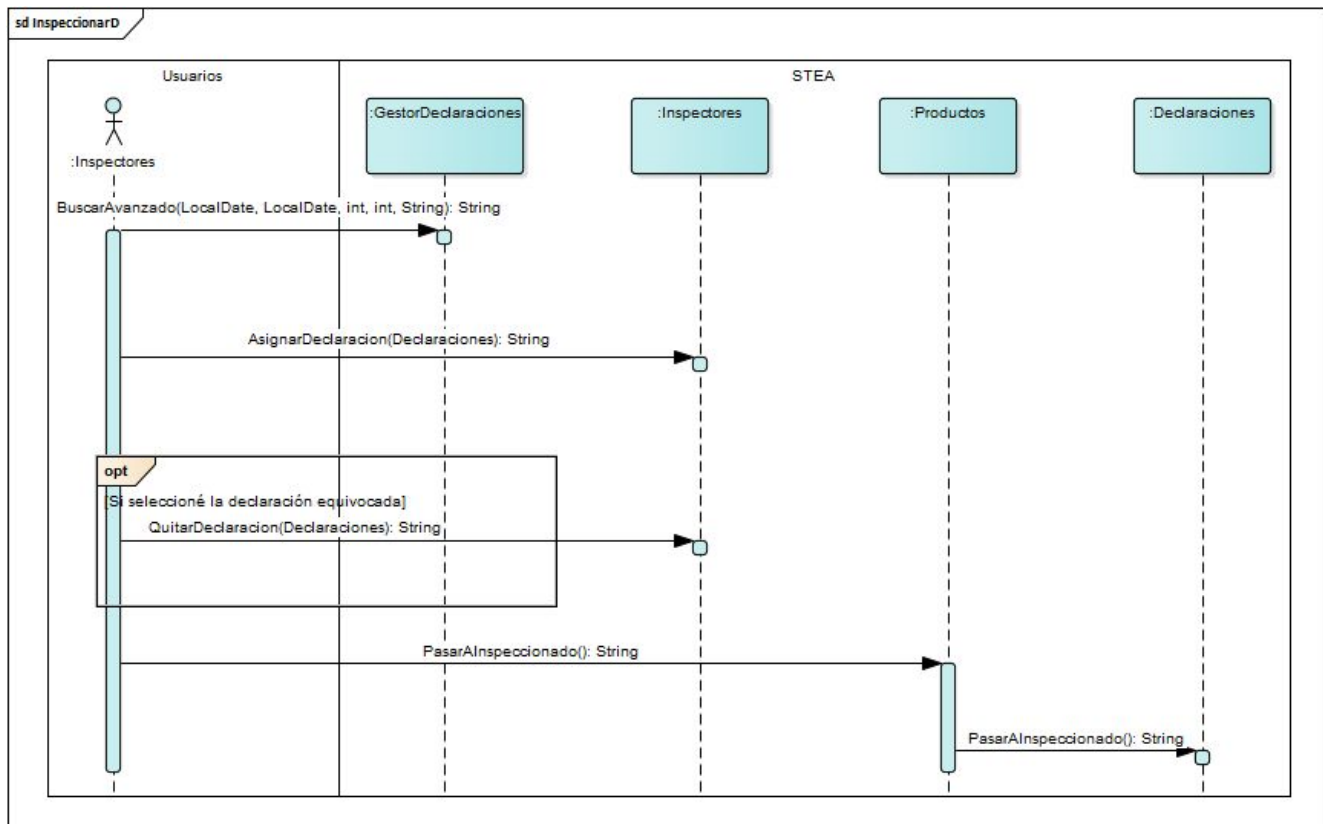 sd InspeccionarD
Usuarios
STEA
:Inspectores
:GestorDeclaraciones
:Inspectores
:Productos
:Declaraciones
BuscarAvanzado(LocalDate, LocalDate, int, int, String): String
AsignarDeclaracion(Declaraciones): String
opt
[Si seleccioné la declaración equivocada]
QuitarDeclaracion(Declaraciones): String
PasarAInspeccionado(): String
PasarAInspeccionado(): String